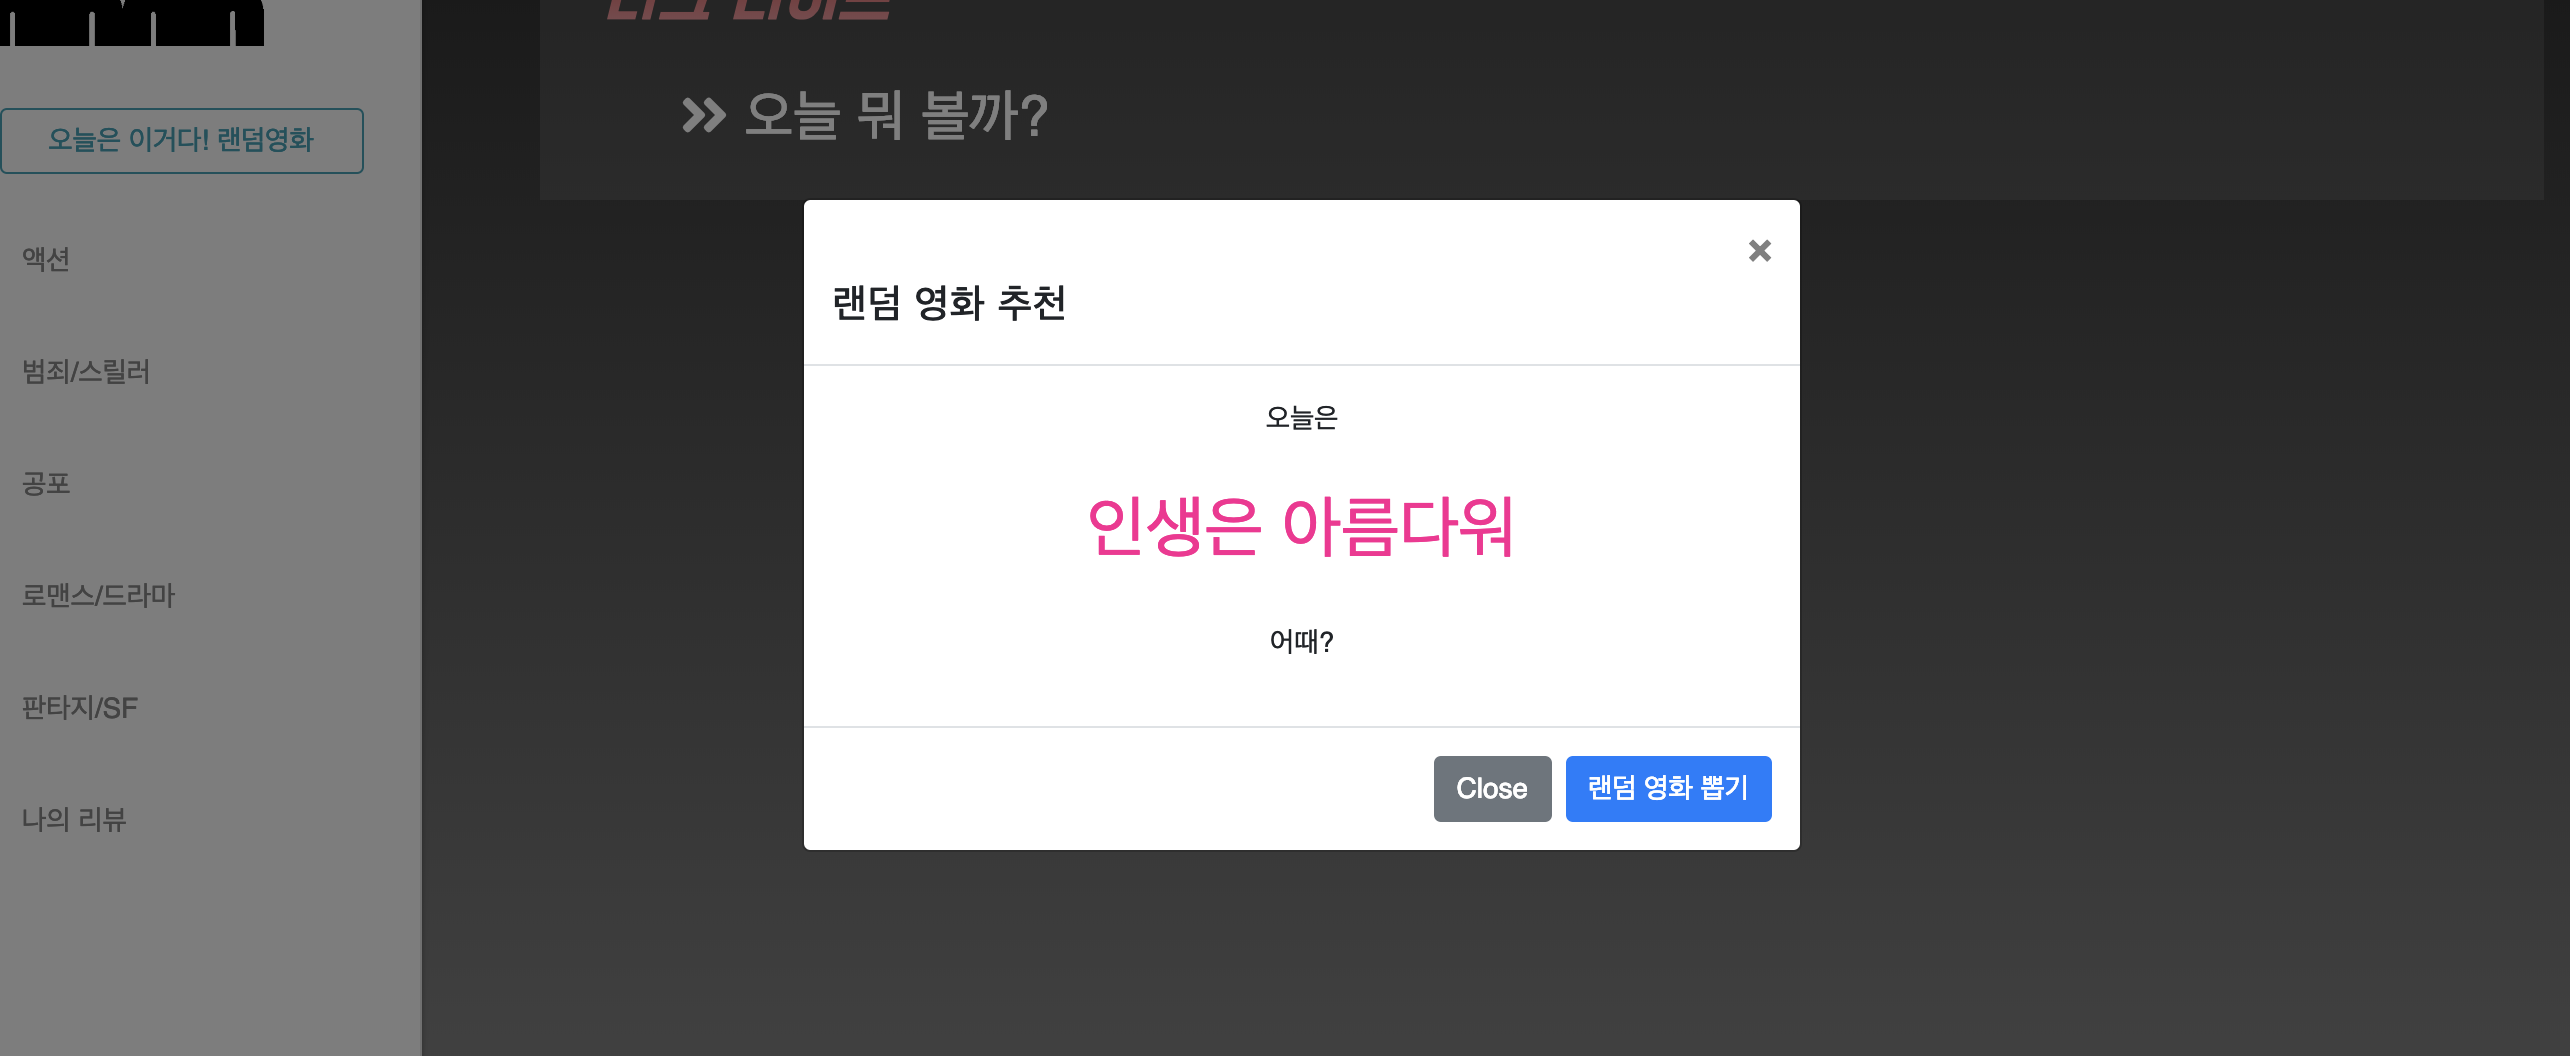 오늘 뭐 볼까?
오늘은 이거다! 랜덤영화
액션
범죄/스릴러
공포
로맨스/드라마
판타지/SF
나의 리뷰
×
랜덤 영화 추천
오늘은
인생은 아름다워
어때?
Close
랜덤 영화 뽑기